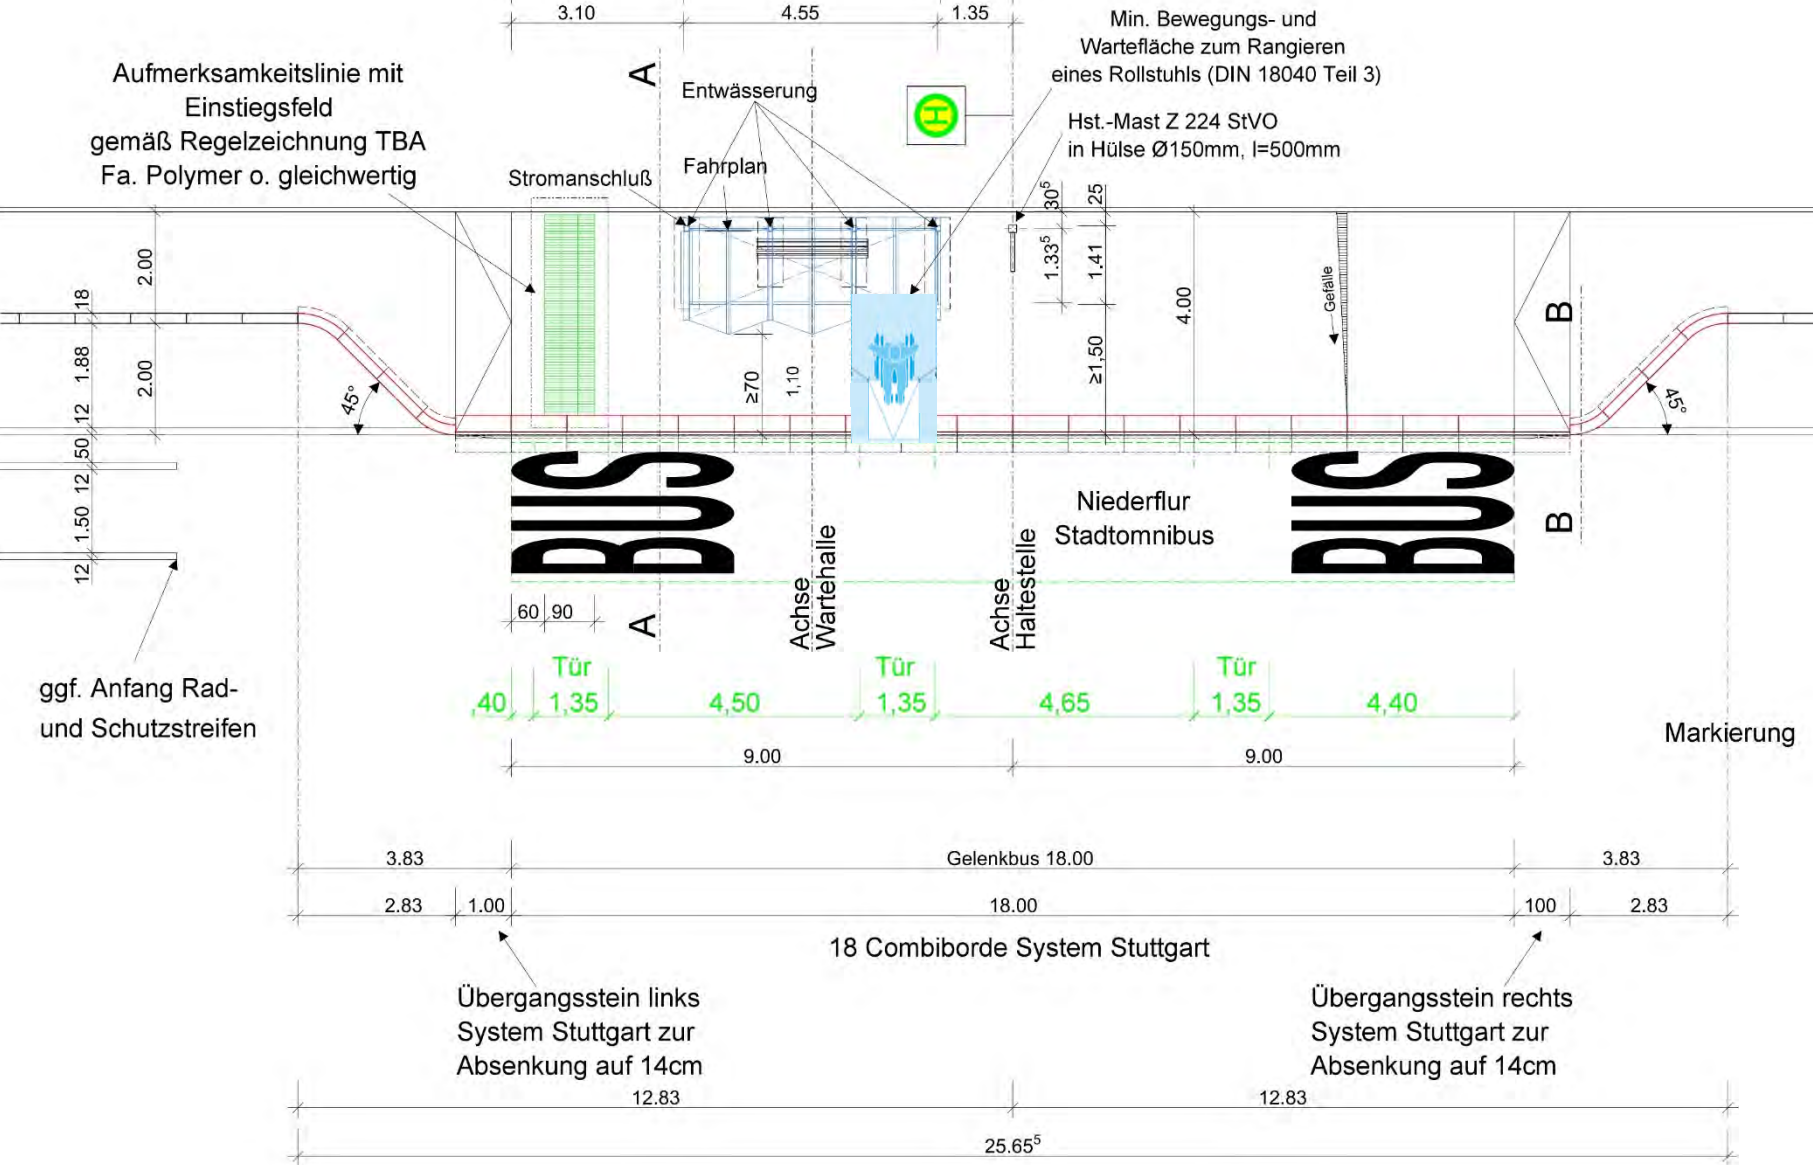 3.10
4.55
1.35
Min. Bewegungs- und
Wartefläche zum Rangieren
eines Rollstuhls (DIN 18040 Teil 3)
Aufmerksamkeitslinie mit
Einstiegsfeld
gemäß Regelzeichnung TBA
Fa. Polymer o. gleichwertig
A
Entwässerung
H
Hst.-Mast Z 224 StVO
in Hülse Ø150mm, l=500mm
Stromanschluß
Fahrplan
30⁵
25
2.00
1.33⁵
1.41
4.00
Gefälle
18
B
1.88
2.00
≥70
1,10
≥1,50
45°
45°
12
50
12
1.50
12
BUS
BUS
Niederflur
Stadtomnibus
B
Achse
Wartehalle
Achse
Haltestelle
60
90
A
ggf. Anfang Rad-
und Schutzstreifen
Tür
Tür
Tür
,40
1,35
4,50
1,35
4,65
1,35
4,40
Markierung
9.00
9.00
3.83
Gelenkbus 18.00
3.83
2.83
1.00
18.00
100
2.83
18 Combiborde System Stuttgart
Übergangsstein links
System Stuttgart zur
Absenkung auf 14cm
Übergangsstein rechts
System Stuttgart zur
Absenkung auf 14cm
12.83
12.83
25.65⁵